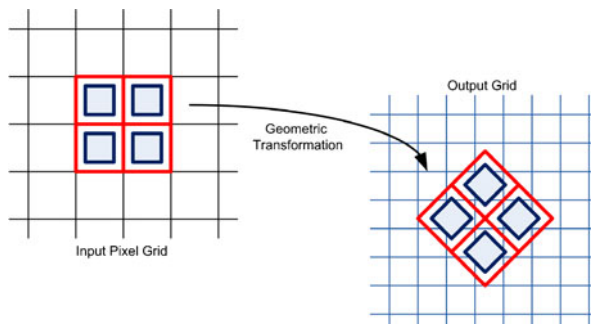 Output Grid
Geometric
Transformation
Input Pixel Grid